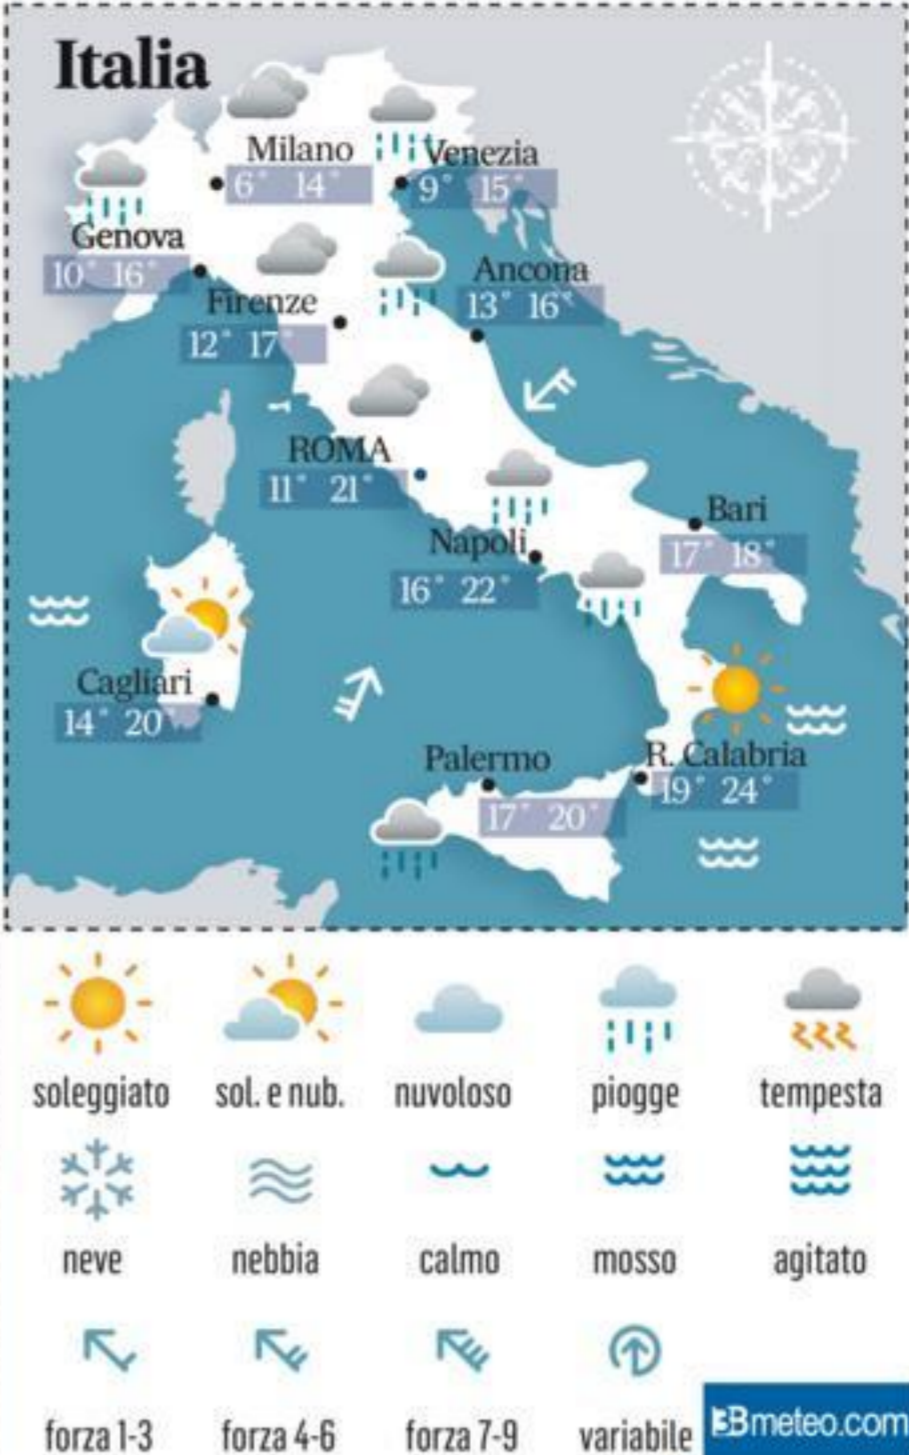 Italia
Milano
6° 14°
Venezia
9° 15°
Genova
10° 16°
Ancona
13° 16°
Firenze
12° 17°
ROMA
11° 21°
Bari
17° 18°
Napoli
16° 22°
Cagliari
14° 20°
Palermo
17° 20°
R. Calabria
19° 24°
soleggiato
sol. e nub.
nuvoloso
piogge
tempesta
neve
nebbia
calmo
mosso
agitato
forza 1-3
forza 4-6
forza 7-9
variabile
3Bmeteo.com